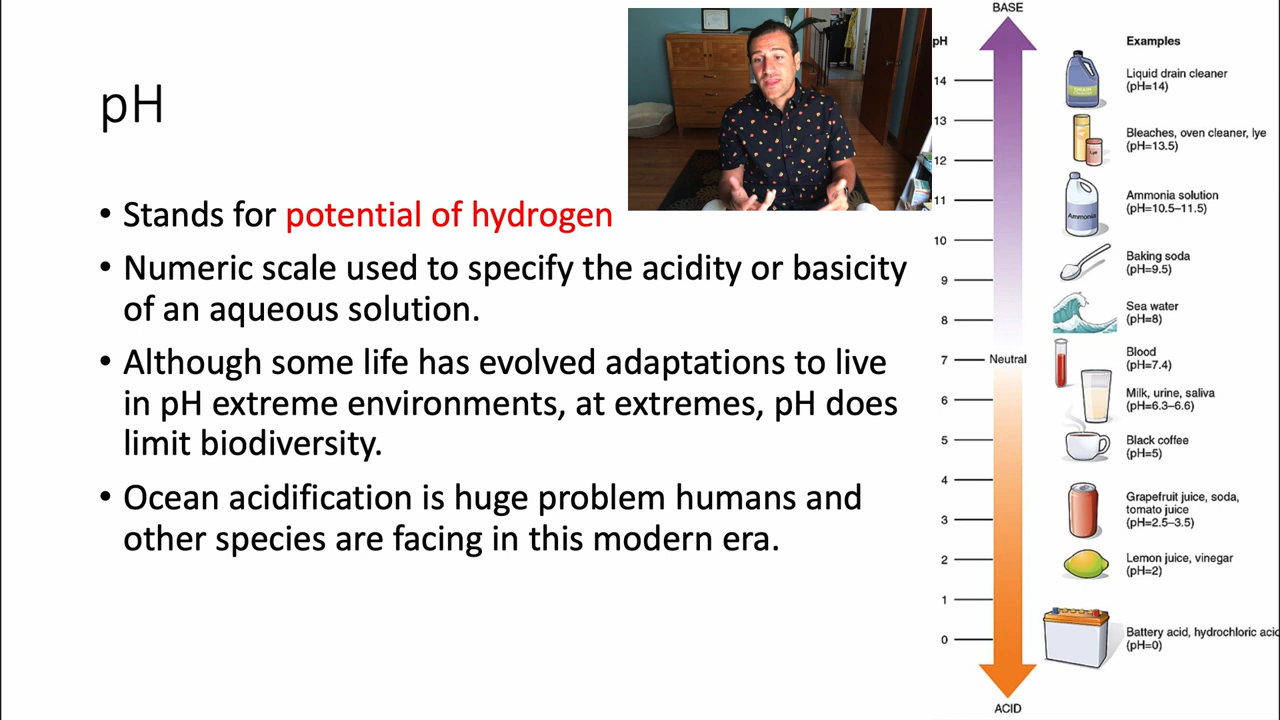 pH
• Stands for potential of hydrogen
• Numeric scale used to specify the acidity or basicity
of an aqueous solution.
• Although some life has evolved adaptations to live
in pH extreme environments, at extremes, pH does
limit biodiversity.
• Ocean acidification is huge problem humans and
other species are facing in this modern era.
BASE
pH
Examples
14
Liquid drain cleaner
(pH=14)
13
Bleaches, oven cleaner, lye
(pH=13.5)
Lye
12
11
Ammonia solution
(pH=10.5–11.5)
Ammonia
10
Baking soda
(pH=9.5)
9
8
Sea water
(pH=8)
7
Neutral
Blood
(pH=7.4)
6
Milk, urine, saliva
(pH=6.3–6.6)
5
Black coffee
(pH=5)
4
3
Grapefruit juice, soda,
tomato juice
(pH=2.5–3.5)
2
Lemon juice, vinegar
(pH=2)
1
0
Battery acid, hydrochloric acid
(pH=0)
ACID